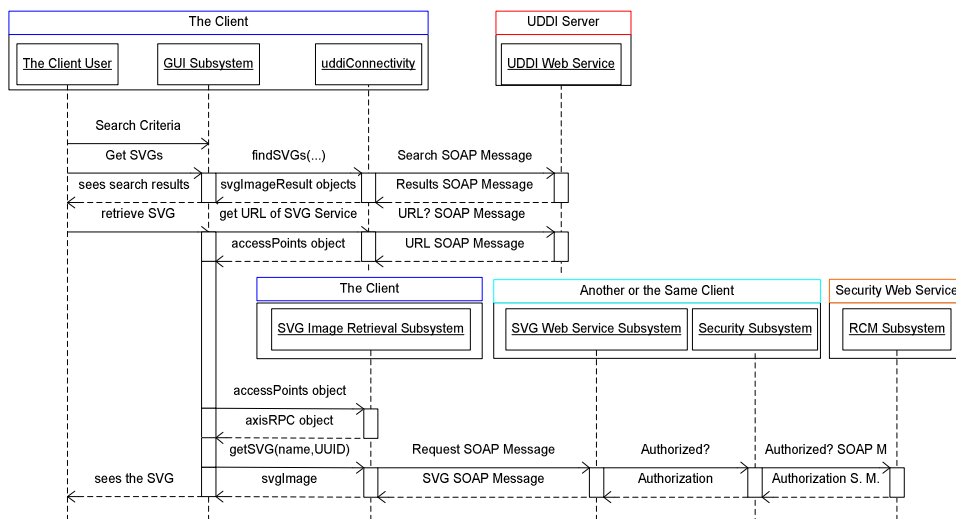 The Client
UDDI Server
The Client User
GUI Subsystem
uddiConnectivity
UDDI Web Service
Search Criteria
Get SVGs
findSVGs(...)
Search SOAP Message
sees search results
svgImageResult objects
Results SOAP Message
retrieve SVG
get URL of SVG Service
URL? SOAP Message
accessPoints object
URL SOAP Message
The Client
Another or the Same Client
Security Web Service
SVG Image Retrieval Subsystem
SVG Web Service Subsystem
Security Subsystem
RCM Subsystem
accessPoints object
axisRPC object
getSVG(name,UUID)
Request SOAP Message
Authorized?
Authorized? SOAP M
sees the SVG
svgImage
SVG SOAP Message
Authorization
Authorization S. M.